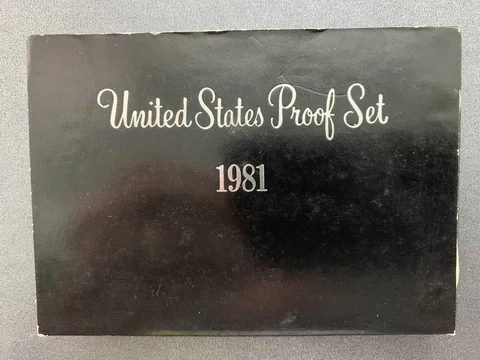 United States Proof Set
1981